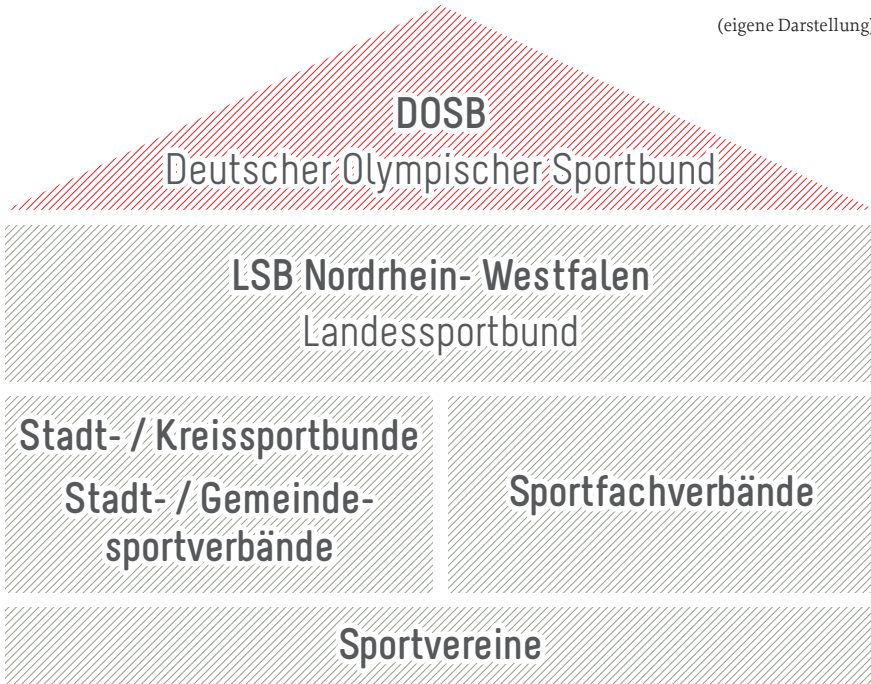 (eigene Darstellung)
DOSB
Deutscher Olympischer Sportbund
LSB Nordrhein- Westfalen
Landessportbund
Stadt- / Kreissportbunde
Stadt- / Gemeinde-
sportverbände
Sportfachverbände
Sportvereine